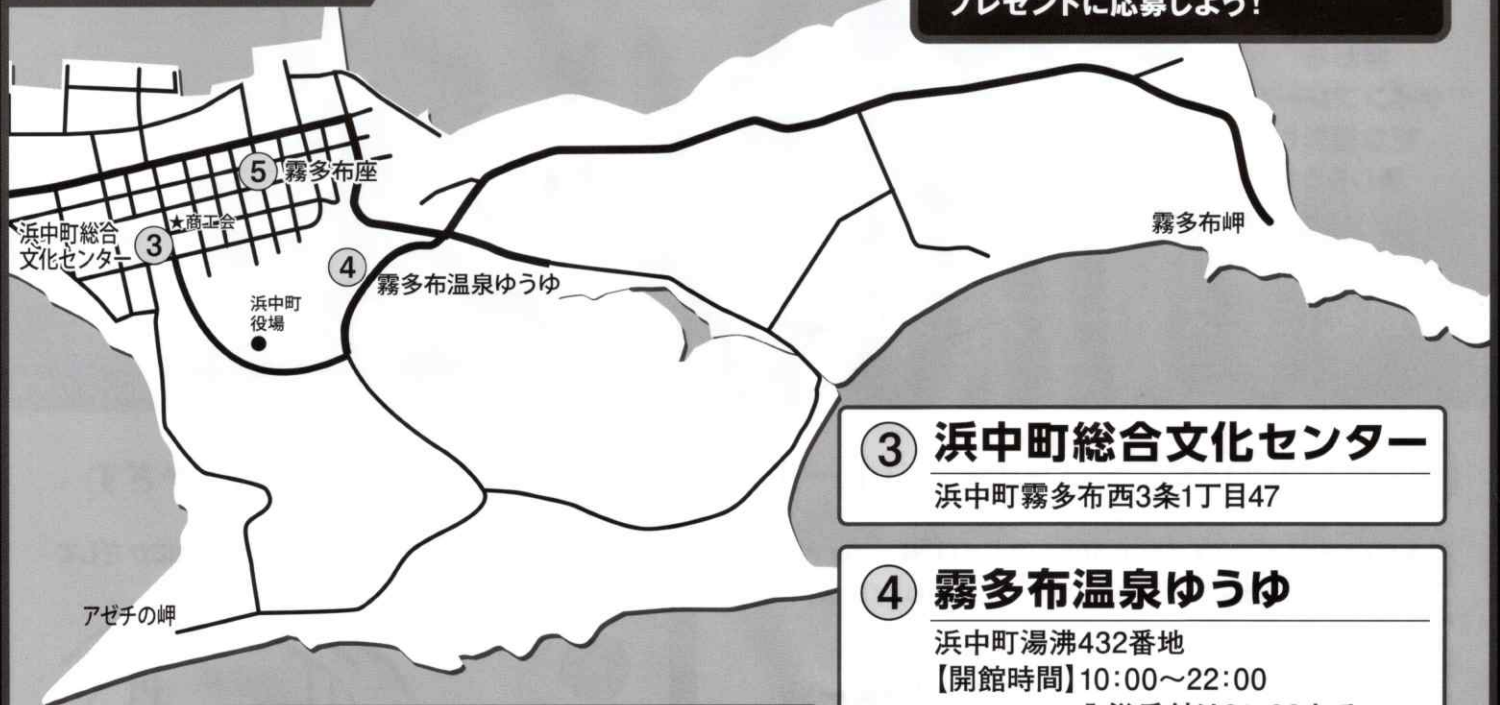 プレゼントに応募しよう！
⑤ 霧多布座
★商工会
浜中町総合
文化センター
③
④
霧多布温泉ゆうゆ
浜中町
役場
霧多布岬
アゼチの岬
③ 浜中町総合文化センター
浜中町霧多布西3条1丁目47
④ 霧多布温泉ゆうゆ
浜中町湯沸432番地
【開館時間】10：00～22：00